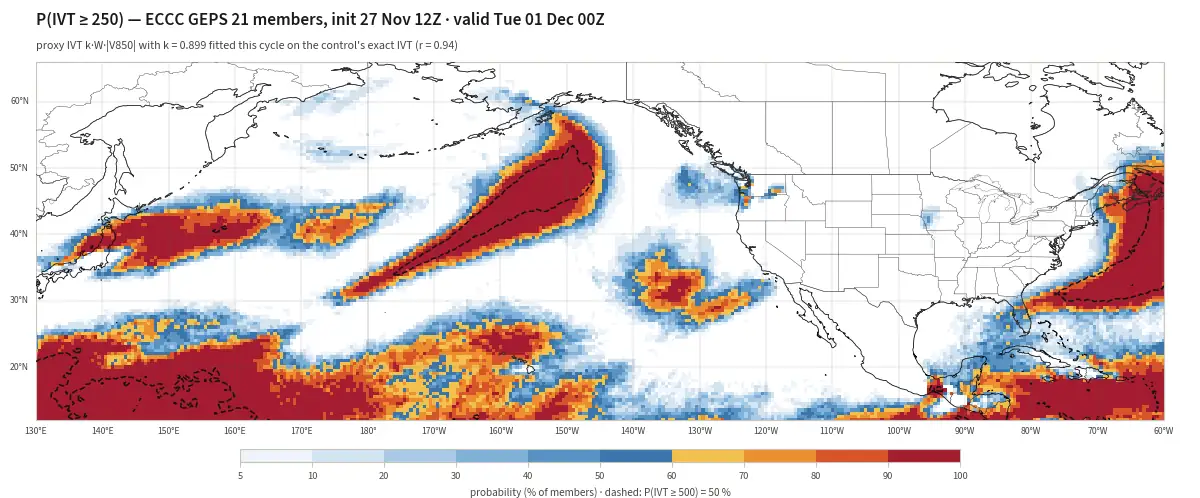 P(IVT ≥ 250) — ECCC GEPS 21 members, init 27 Nov 12Z · valid Tue 01 Dec 00Z
proxy IVT k·W·|V850| with k = 0.899 fitted this cycle on the control's exact IVT (r = 0.94)
60°N
50°N
40°N
30°N
20°N
130°E 140°E 150°E 160°E 170°E 180° 170°W 160°W 150°W 140°W 130°W 120°W 110°W 100°W 90°W 80°W 70°W 60°W
5 10 20 30 40 50 60 70 80 90 100
probability (% of members) · dashed: P(IVT ≥ 500) = 50 %